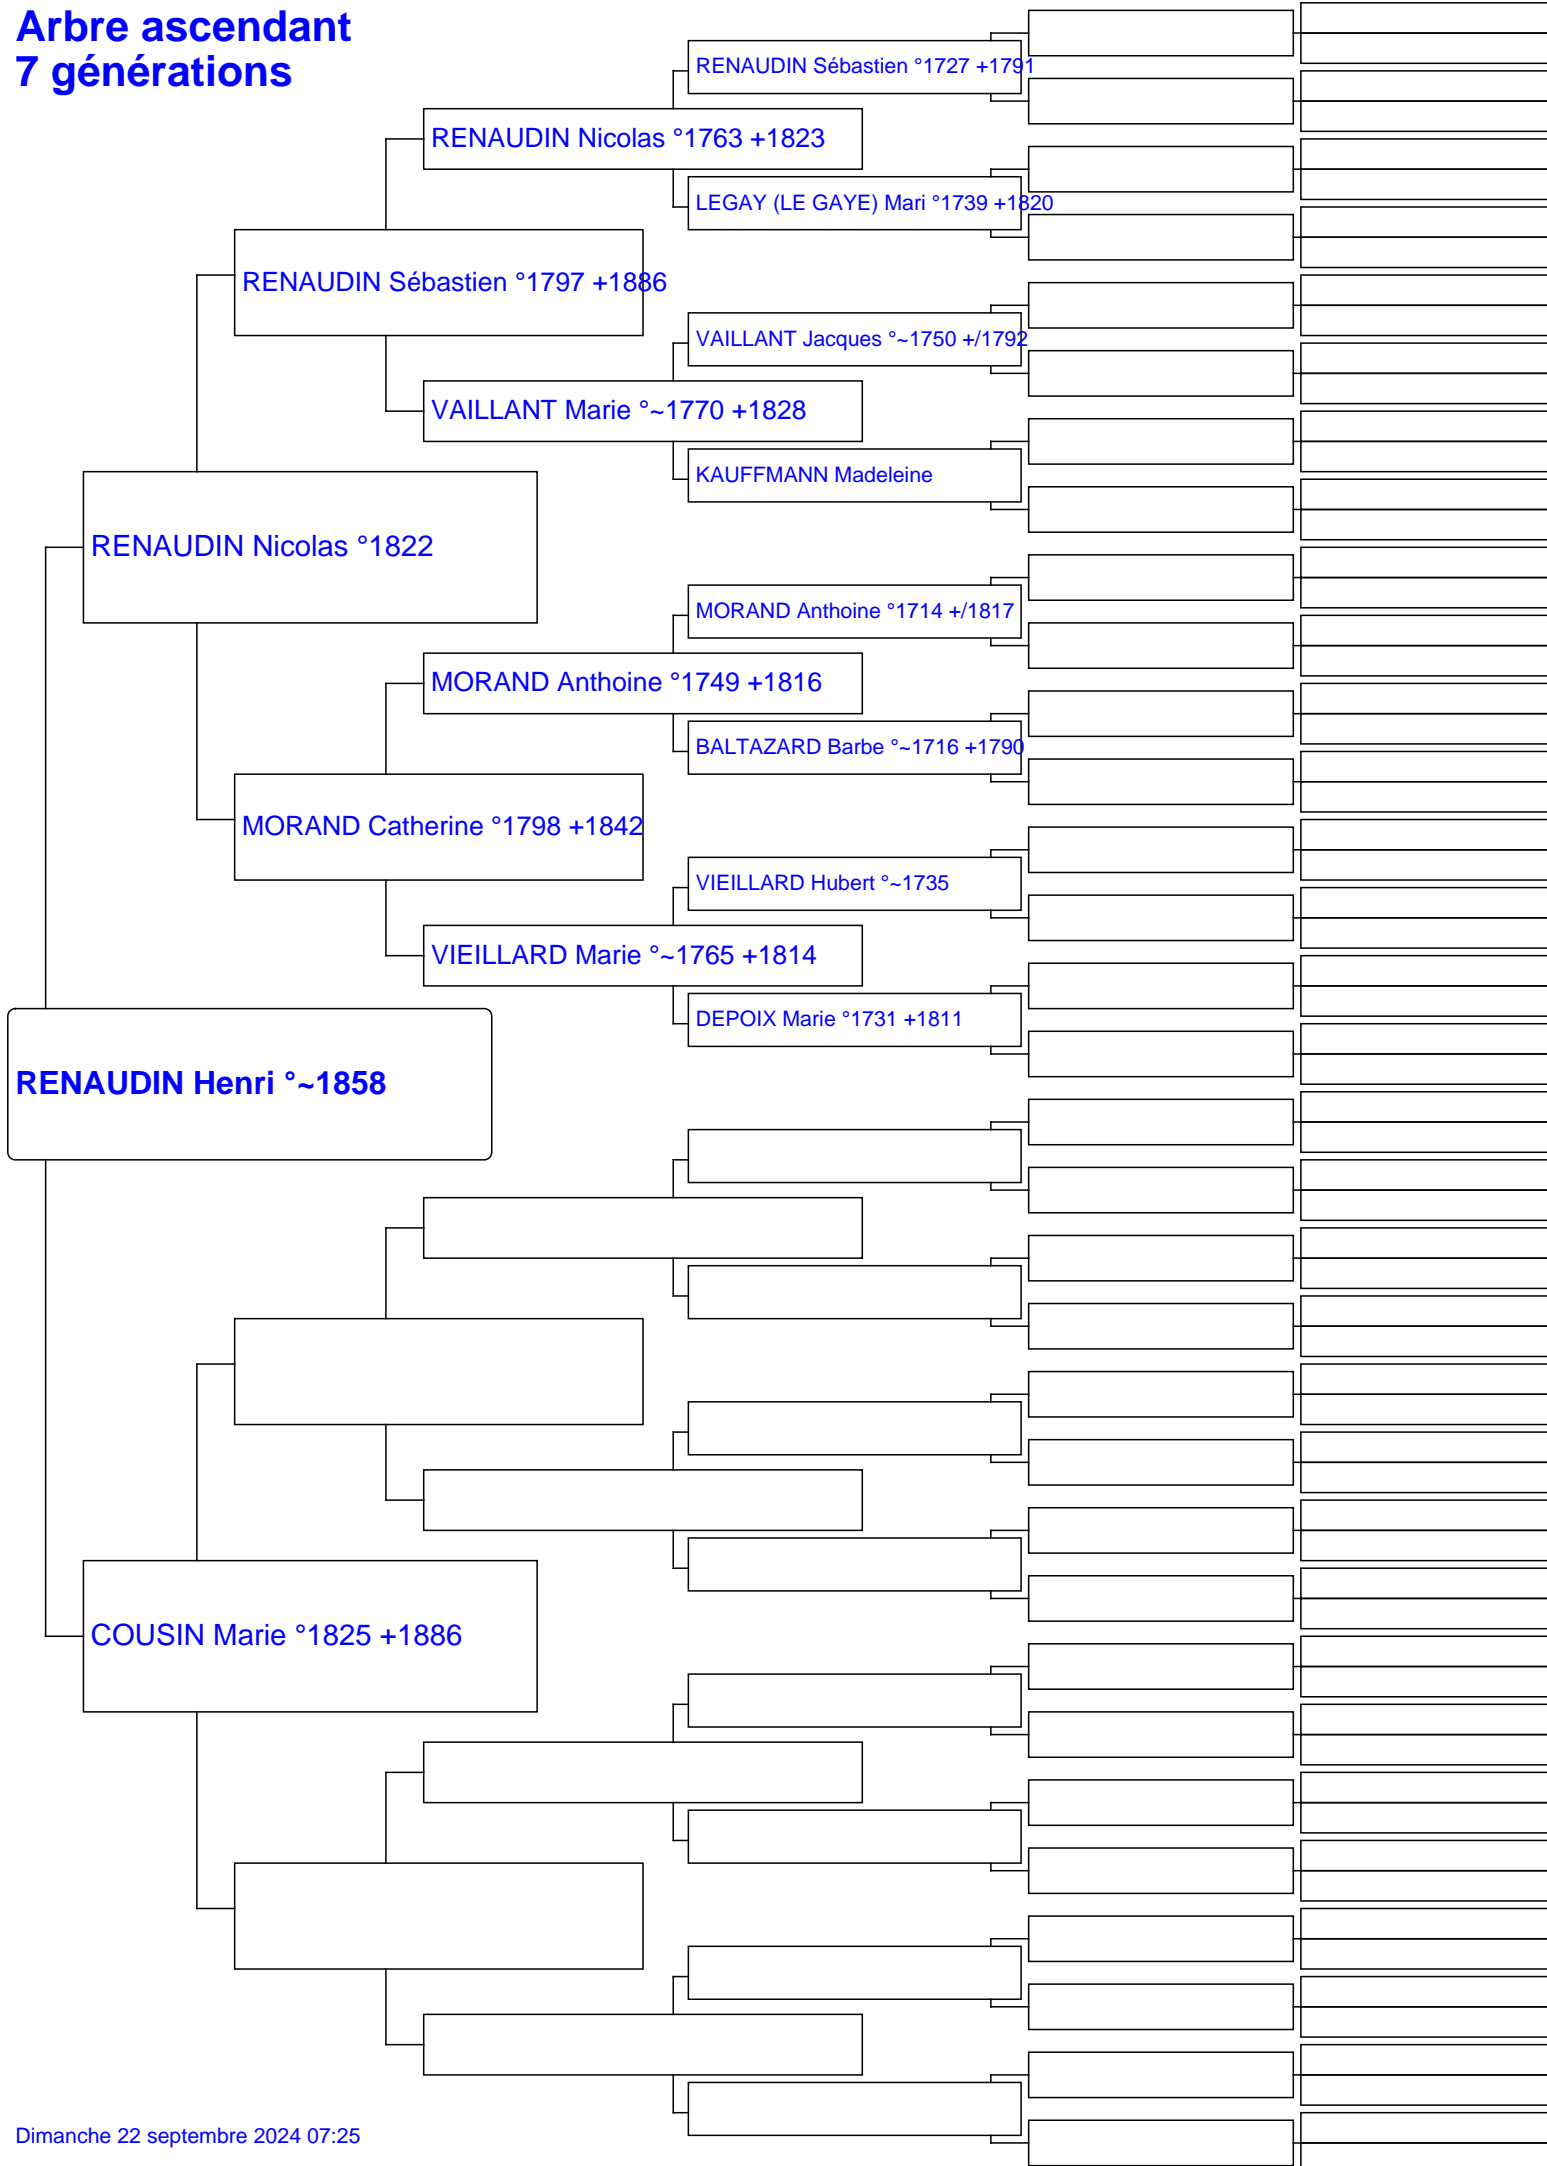 Arbre ascendant
7 générations
RENAUDIN Sébastien °1727 +1791
RENAUDIN Nicolas °1763 +1823
LEGAY (LE GAYE) Mari °1739 +1820
RENAUDIN Sébastien °1797 +1886
VAILLANT Jacques °~1750 +/1792
VAILLANT Marie °~1770 +1828
KAUFFMANN Madeleine
RENAUDIN Nicolas °1822
MORAND Anthoine °1714 +/1817
MORAND Anthoine °1749 +1816
BALTAZARD Barbe °~1716 +1790
MORAND Catherine °1798 +1842
VIEILLARD Hubert °~1735
VIEILLARD Marie °~1765 +1814
DEPOIX Marie °1731 +1811
RENAUDIN Henri °~1858
COUSIN Marie °1825 +1886
Dimanche 22 septembre 2024 07:25